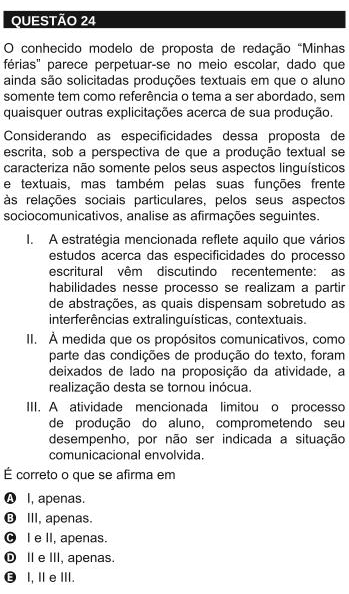 QUESTÃO 24
O conhecido modelo de proposta de redação “Minhas
férias” parece perpetuar-se no meio escolar, dado que
ainda são solicitadas produções textuais em que o aluno
somente tem como referência o tema a ser abordado, sem
quaisquer outras explicitações acerca de sua produção.
Considerando as especificidades dessa proposta de
escrita, sob a perspectiva de que a produção textual se
caracteriza não somente pelos seus aspectos linguísticos
e textuais, mas também pelas suas funções frente
às relações sociais particulares, pelos seus aspectos
sociocomunicativos, analise as afirmações seguintes.
I. A estratégia mencionada reflete aquilo que vários
estudos acerca das especificidades do processo
escritural vêm discutindo recentemente: as
habilidades nesse processo se realizam a partir
de abstrações, as quais dispensam sobretudo as
interferências extralinguísticas, contextuais.
II. À medida que os propósitos comunicativos, como
parte das condições de produção do texto, foram
deixados de lado na proposição da atividade, a
realização desta se tornou inócua.
III. A atividade mencionada limitou o processo
de produção do aluno, comprometendo seu
desempenho, por não ser indicada a situação
comunicacional envolvida.
É correto o que se afirma em
A I, apenas.
B III, apenas.
C I e II, apenas.
D II e III, apenas.
E I, II e III.